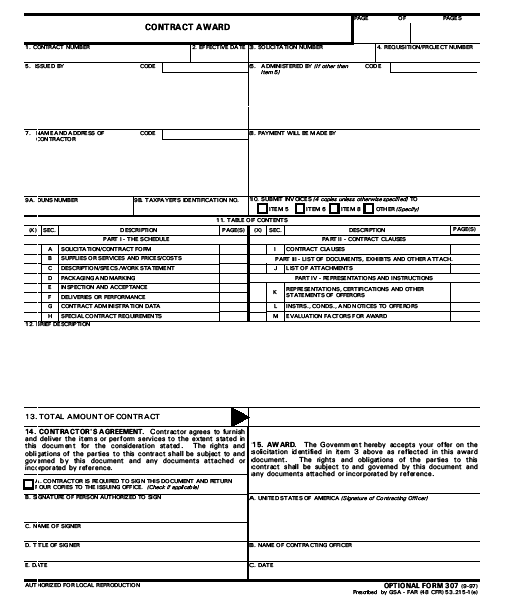 CONTRACT AWARD
PAGE OF PAGES
1. CONTRACT NUMBER
2. EFFECTIVE DATE
3. SOLICITATION NUMBER
4. REQUISITION/PROJECT NUMBER
5. ISSUED BY CODE
6. ADMINISTERED BY (If other than
Item 5)
CODE
7. NAME AND ADDRESS OF
CONTRACTOR
CODE
8. PAYMENT WILL BE MADE BY
9A. DUNS NUMBER
9B. TAXPAYER'S IDENTIFICATION NO.
10. SUBMIT INVOICES (4 copies unless otherwise specified) TO
ITEM 5 ITEM 6 ITEM 8 OTHER (Specify)
11. TABLE OF CONTENTS
(X) SEC. DESCRIPTION PAGE(S) (X) SEC. DESCRIPTION PAGE(S)
PART I - THE SCHEDULE
A SOLICITATION/CONTRACT FORM
B SUPPLIES OR SERVICES AND PRICES/COSTS
C DESCRIPTION/SPECS./WORK STATEMENT
D PACKAGING AND MARKING
E INSPECTION AND ACCEPTANCE
F DELIVERIES OR PERFORMANCE
G CONTRACT ADMINISTRATION DATA
H SPECIAL CONTRACT REQUIREMENTS
PART II - CONTRACT CLAUSES
I CONTRACT CLAUSES
PART III - LIST OF DOCUMENTS, EXHIBITS AND OTHER ATTACH.
J LIST OF ATTACHMENTS
PART IV - REPRESENTATIONS AND INSTRUCTIONS
K REPRESENTATIONS, CERTIFICATIONS AND OTHER
STATEMENTS OF OFFERORS
L INSTRS., CONDS., AND NOTICES TO OFFERORS
M EVALUATION FACTORS FOR AWARD
12. BRIEF DESCRIPTION
13. TOTAL AMOUNT OF CONTRACT
14. CONTRACTOR'S AGREEMENT. Contractor agrees to furnish
and deliver the items or perform services to the extent stated in
this document for the consideration stated. The rights and
obligations of the parties to this contract shall be subject to and
governed by this document and any documents attached or
incorporated by reference.
A. CONTRACTOR IS REQUIRED TO SIGN THIS DOCUMENT AND RETURN
FOUR COPIES TO THE ISSUING OFFICE. (Check if applicable)
B. SIGNATURE OF PERSON AUTHORIZED TO SIGN
C. NAME OF SIGNER
D. TITLE OF SIGNER
E. DATE
15. AWARD. The Government hereby accepts your offer on the
solicitation identified in item 3 above as reflected in this award
document. The rights and obligations of the parties to this
contract shall be subject to and governed by this document and
any documents attached or incorporated by reference.
A. UNITED STATES OF AMERICA (Signature of Contracting Officer)
B. NAME OF CONTRACTING OFFICER
C. DATE
AUTHORIZED FOR LOCAL REPRODUCTION
OPTIONAL FORM 307 (9-97)
Prescribed by GSA - FAR (48 CFR) 53.215-1(e)